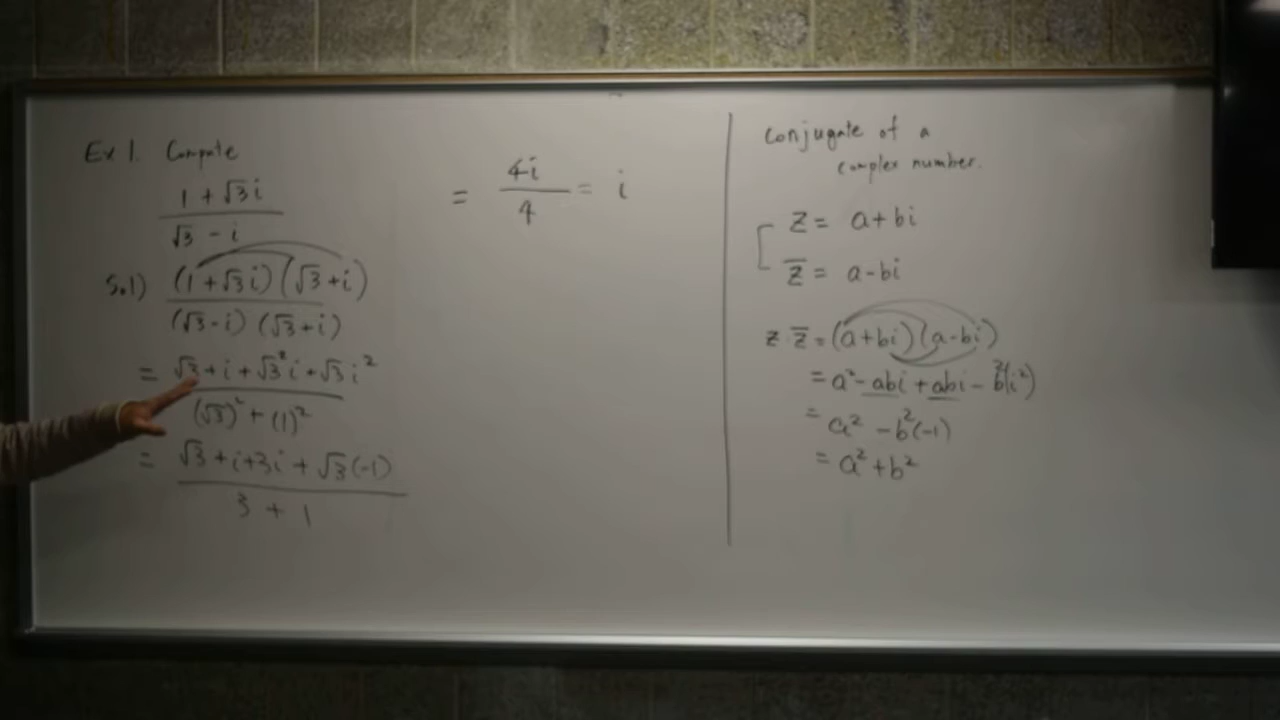 Ex 1. Compute
1 + √3 i
√3 - i
Sol) (1 + √3 i) (√3 + i)
(√3 - i) (√3 + i)
= √3 + i + √3² i + √3 i²
(√3)² + (1)²
= √3 + i + 3i + √3 (-1)
3 + 1
= 4i / 4 = i
Conjugate of a
complex number.
z = a + bi
z̅ = a - bi
z · z̅ = (a + bi) (a - bi)
= a² - abi + abi - b²(i²)
= a² - b²(-1)
= a² + b²